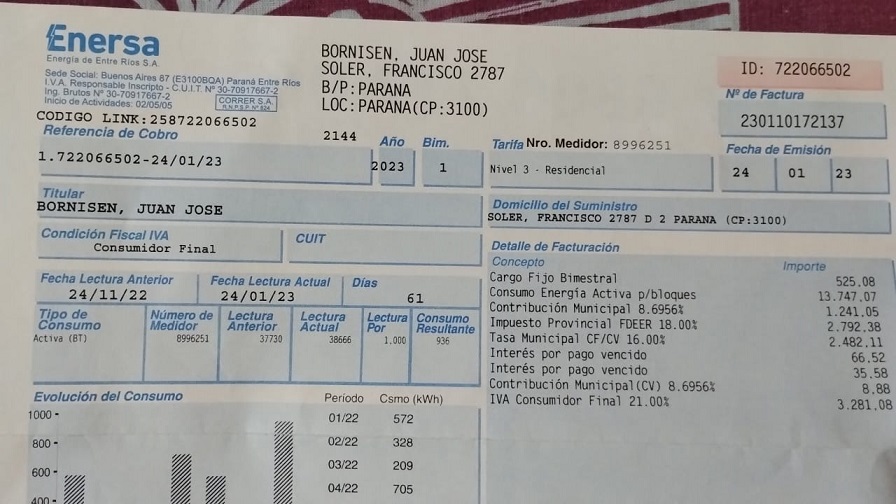 Enersa
Energía de Entre Ríos S.A.
Sede Social: Buenos Aires 87 (E3100BQA) Paraná Entre Ríos
I.V.A. Responsable Inscripto - C.U.I.T. Nº 30-70917667-2
Ing. Brutos Nº 30-70917667-2
Inicio de Actividades: 02/05/05
CORRER S.A.
R.N.P.S.P. Nº 824
CODIGO LINK:258722066502
BORNISEN, JUAN JOSE
SOLER, FRANCISCO 2787
B/P:PARANA
LOC:PARANA(CP:3100)
ID: 722066502
Nº de Factura
230110172137
Referencia de Cobro
2144
Año
Bim.
1.722066502-24/01/23
2023
1
Tarifa Nro. Medidor: 8996251
Nivel 3 - Residencial
Fecha de Emisión
24 01 23
Titular
BORNISEN, JUAN JOSE
Domicilio del Suministro
SOLER, FRANCISCO 2787 D 2 PARANA (CP:3100)
Condición Fiscal IVA
Consumidor Final
CUIT
Fecha Lectura Anterior
24/11/22
Fecha Lectura Actual
24/01/23
Días
61
Tipo de Consumo Número de Medidor Lectura Anterior Lectura Actual Lectura Por Consumo Resultante
Activa (BT) 8996251 37730 38666 1.000 936
Detalle de Facturación
Concepto Importe
Cargo Fijo Bimestral 525.08
Consumo Energía Activa p/bloques 13.747.07
Contribución Municipal 8.6956% 1.241.05
Impuesto Provincial FDEER 18.00% 2.792,38
Tasa Municipal CF/CV 16.00% 2.482,11
Interés por pago vencido 66,52
Interés por pago vencido 35.58
Contribución Municipal(CV) 8.6956% 8,88
IVA Consumidor Final 21.00% 3.281,08
Evolución del Consumo
Período Csmo (kWh)
01/22 572
02/22 328
03/22 209
04/22 705
1000
800
600
400